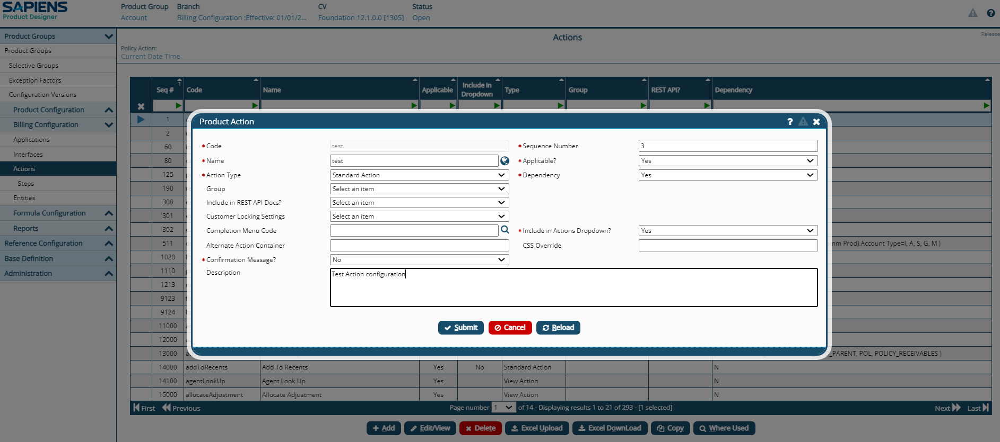 SAPIENS
Product Designer
Product Group
Account
Branch
Billing Configuration :Effective: 01/01/2...
CV
Foundation 12.1.0.0 [1305]
Status
Open
Product Groups
Product Groups
Selective Groups
Exception Factors
Configuration Versions
Product Configuration
Billing Configuration
Applications
Interfaces
Actions
Steps
Entities
Formula Configuration
Reports
Reference Configuration
Base Definition
Administration
Actions
Release
Policy Action:
Current Date Time
Seq # 1 Code Name Applicable Include In Dropdown Type Group REST API? Dependency
1
2
60
80
125
190
300
301
302
511 mm Prod).Account Type=I, A, S, G, M )
1020
1110
1213
9123
9124
11000
12000
13000 _PARENT, POL, POLICY_RECEIVABLES )
14000 addToRecents Add To Recents Yes No Standard Action N
14100 agentLookUp Agent Look Up Yes View Action N
15000 allocateAdjustment Allocate Adjustment Yes View Action N
First Previous Page number 1 of 14 - Displaying results 1 to 21 of 293 - [1 selected] Next Last
Add Edit/View Delete Excel Upload Excel DownLoad Copy Where Used
Product Action ?
* Code test * Sequence Number 3
* Name test * Applicable? Yes
* Action Type Standard Action * Dependency Yes
Group Select an item
Include in REST API Docs? Select an item
Customer Locking Settings Select an item
Completion Menu Code * Include in Actions Dropdown? Yes
Alternate Action Container CSS Override
* Confirmation Message? No
Description Test Action configuration
Submit Cancel Reload